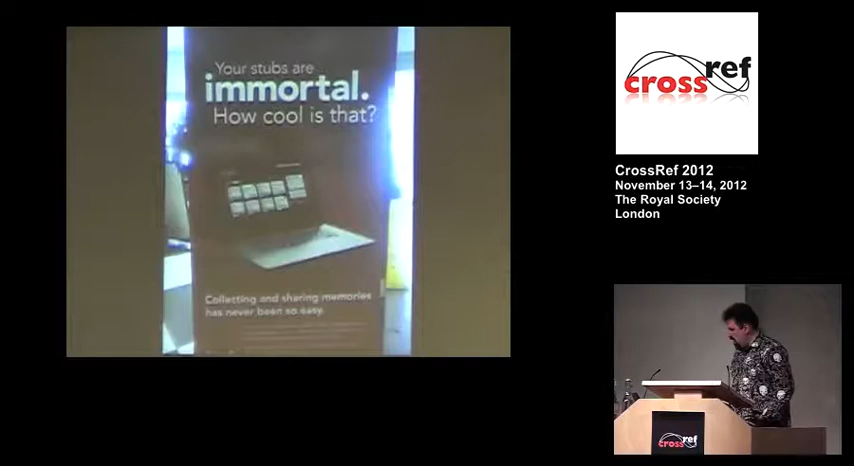 Your stubs are
immortal.
How cool is that?
Collecting and sharing memories
has never been so easy.
crossref
CrossRef 2012
November 13–14, 2012
The Royal Society
London
crossref